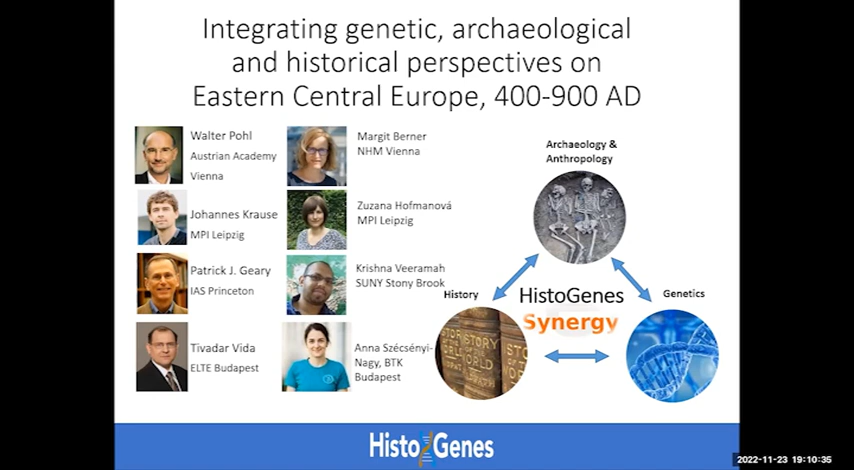 Integrating genetic, archaeological
and historical perspectives on
Eastern Central Europe, 400-900 AD
Walter Pohl
Austrian Academy
Vienna
Margit Berner
NHM Vienna
Johannes Krause
MPI Leipzig
Zuzana Hofmanová
MPI Leipzig
Patrick J. Geary
IAS Princeton
Krishna Veeramah
SUNY Stony Brook
Tivadar Vida
ELTE Budapest
Anna Szécsényi-
Nagy, BTK
Budapest
Archaeology &
Anthropology
History
HistoGenes
Synergy
Genetics
STORY
WORLD
HistoGenes
2022-11-23 19:10:35